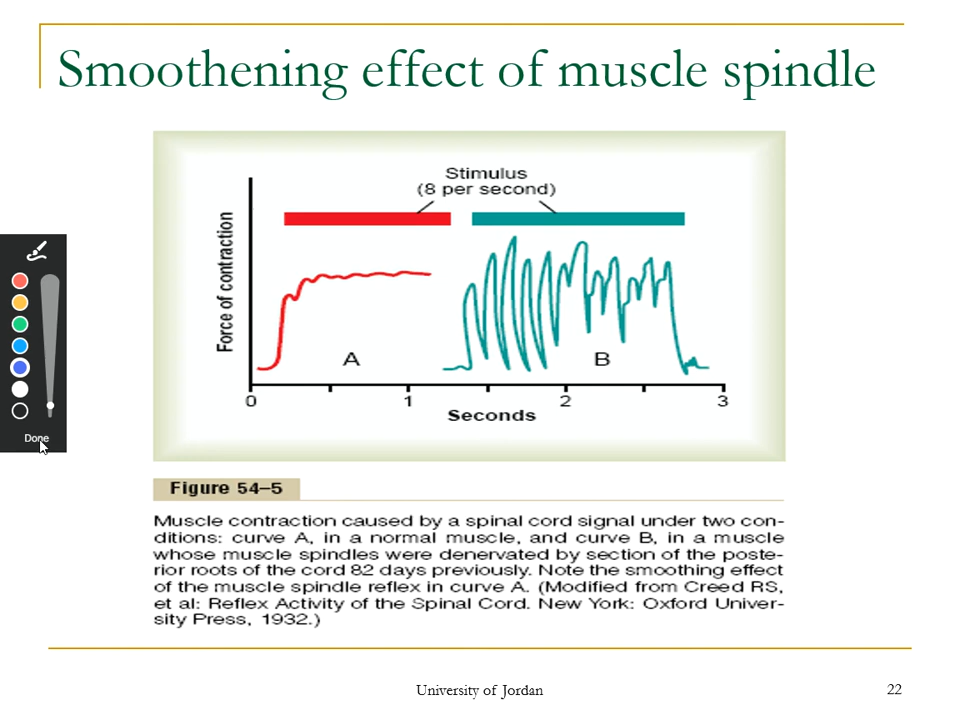 Smoothening effect of muscle spindle
Stimulus
(8 per second)
Force of contraction
A
B
0
1
2
3
Seconds
Done
Figure 54–5
Muscle contraction caused by a spinal cord signal under two con-
ditions: curve A, in a normal muscle, and curve B, in a muscle
whose muscle spindles were denervated by section of the poste-
rior roots of the cord 82 days previously. Note the smoothing effect
of the muscle spindle reflex in curve A. (Modified from Creed RS,
et al: Reflex Activity of the Spinal Cord. New York: Oxford Univer-
sity Press, 1932.)
University of Jordan
22